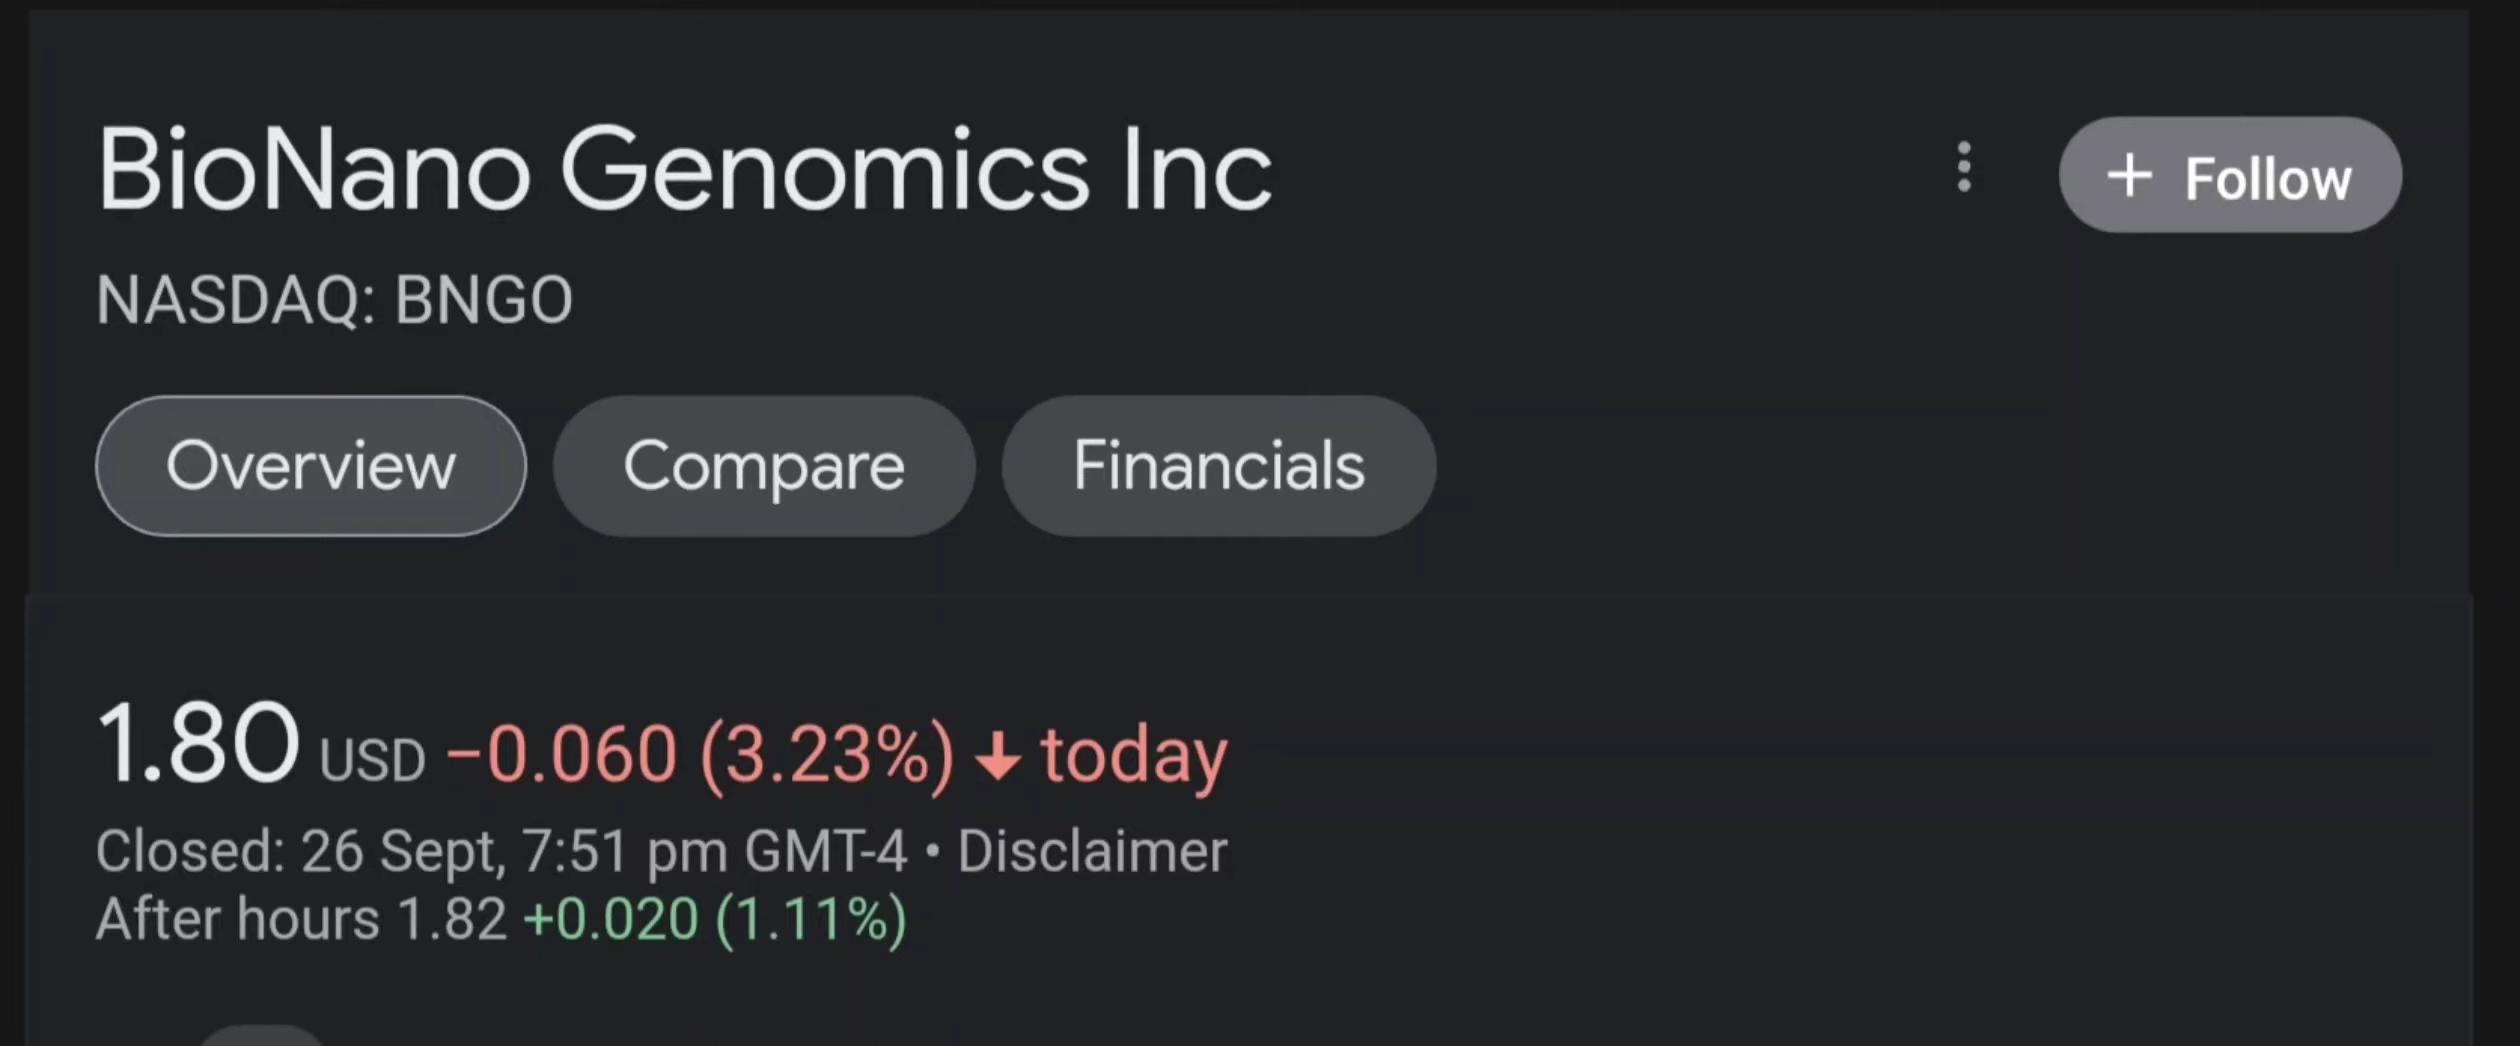 BioNano Genomics Inc
+ Follow
NASDAQ: BNGO
Overview
Compare
Financials
1.80 USD −0.060 (3.23%) ↓ today
Closed: 26 Sept, 7:51 pm GMT-4 • Disclaimer
After hours 1.82 +0.020 (1.11%)